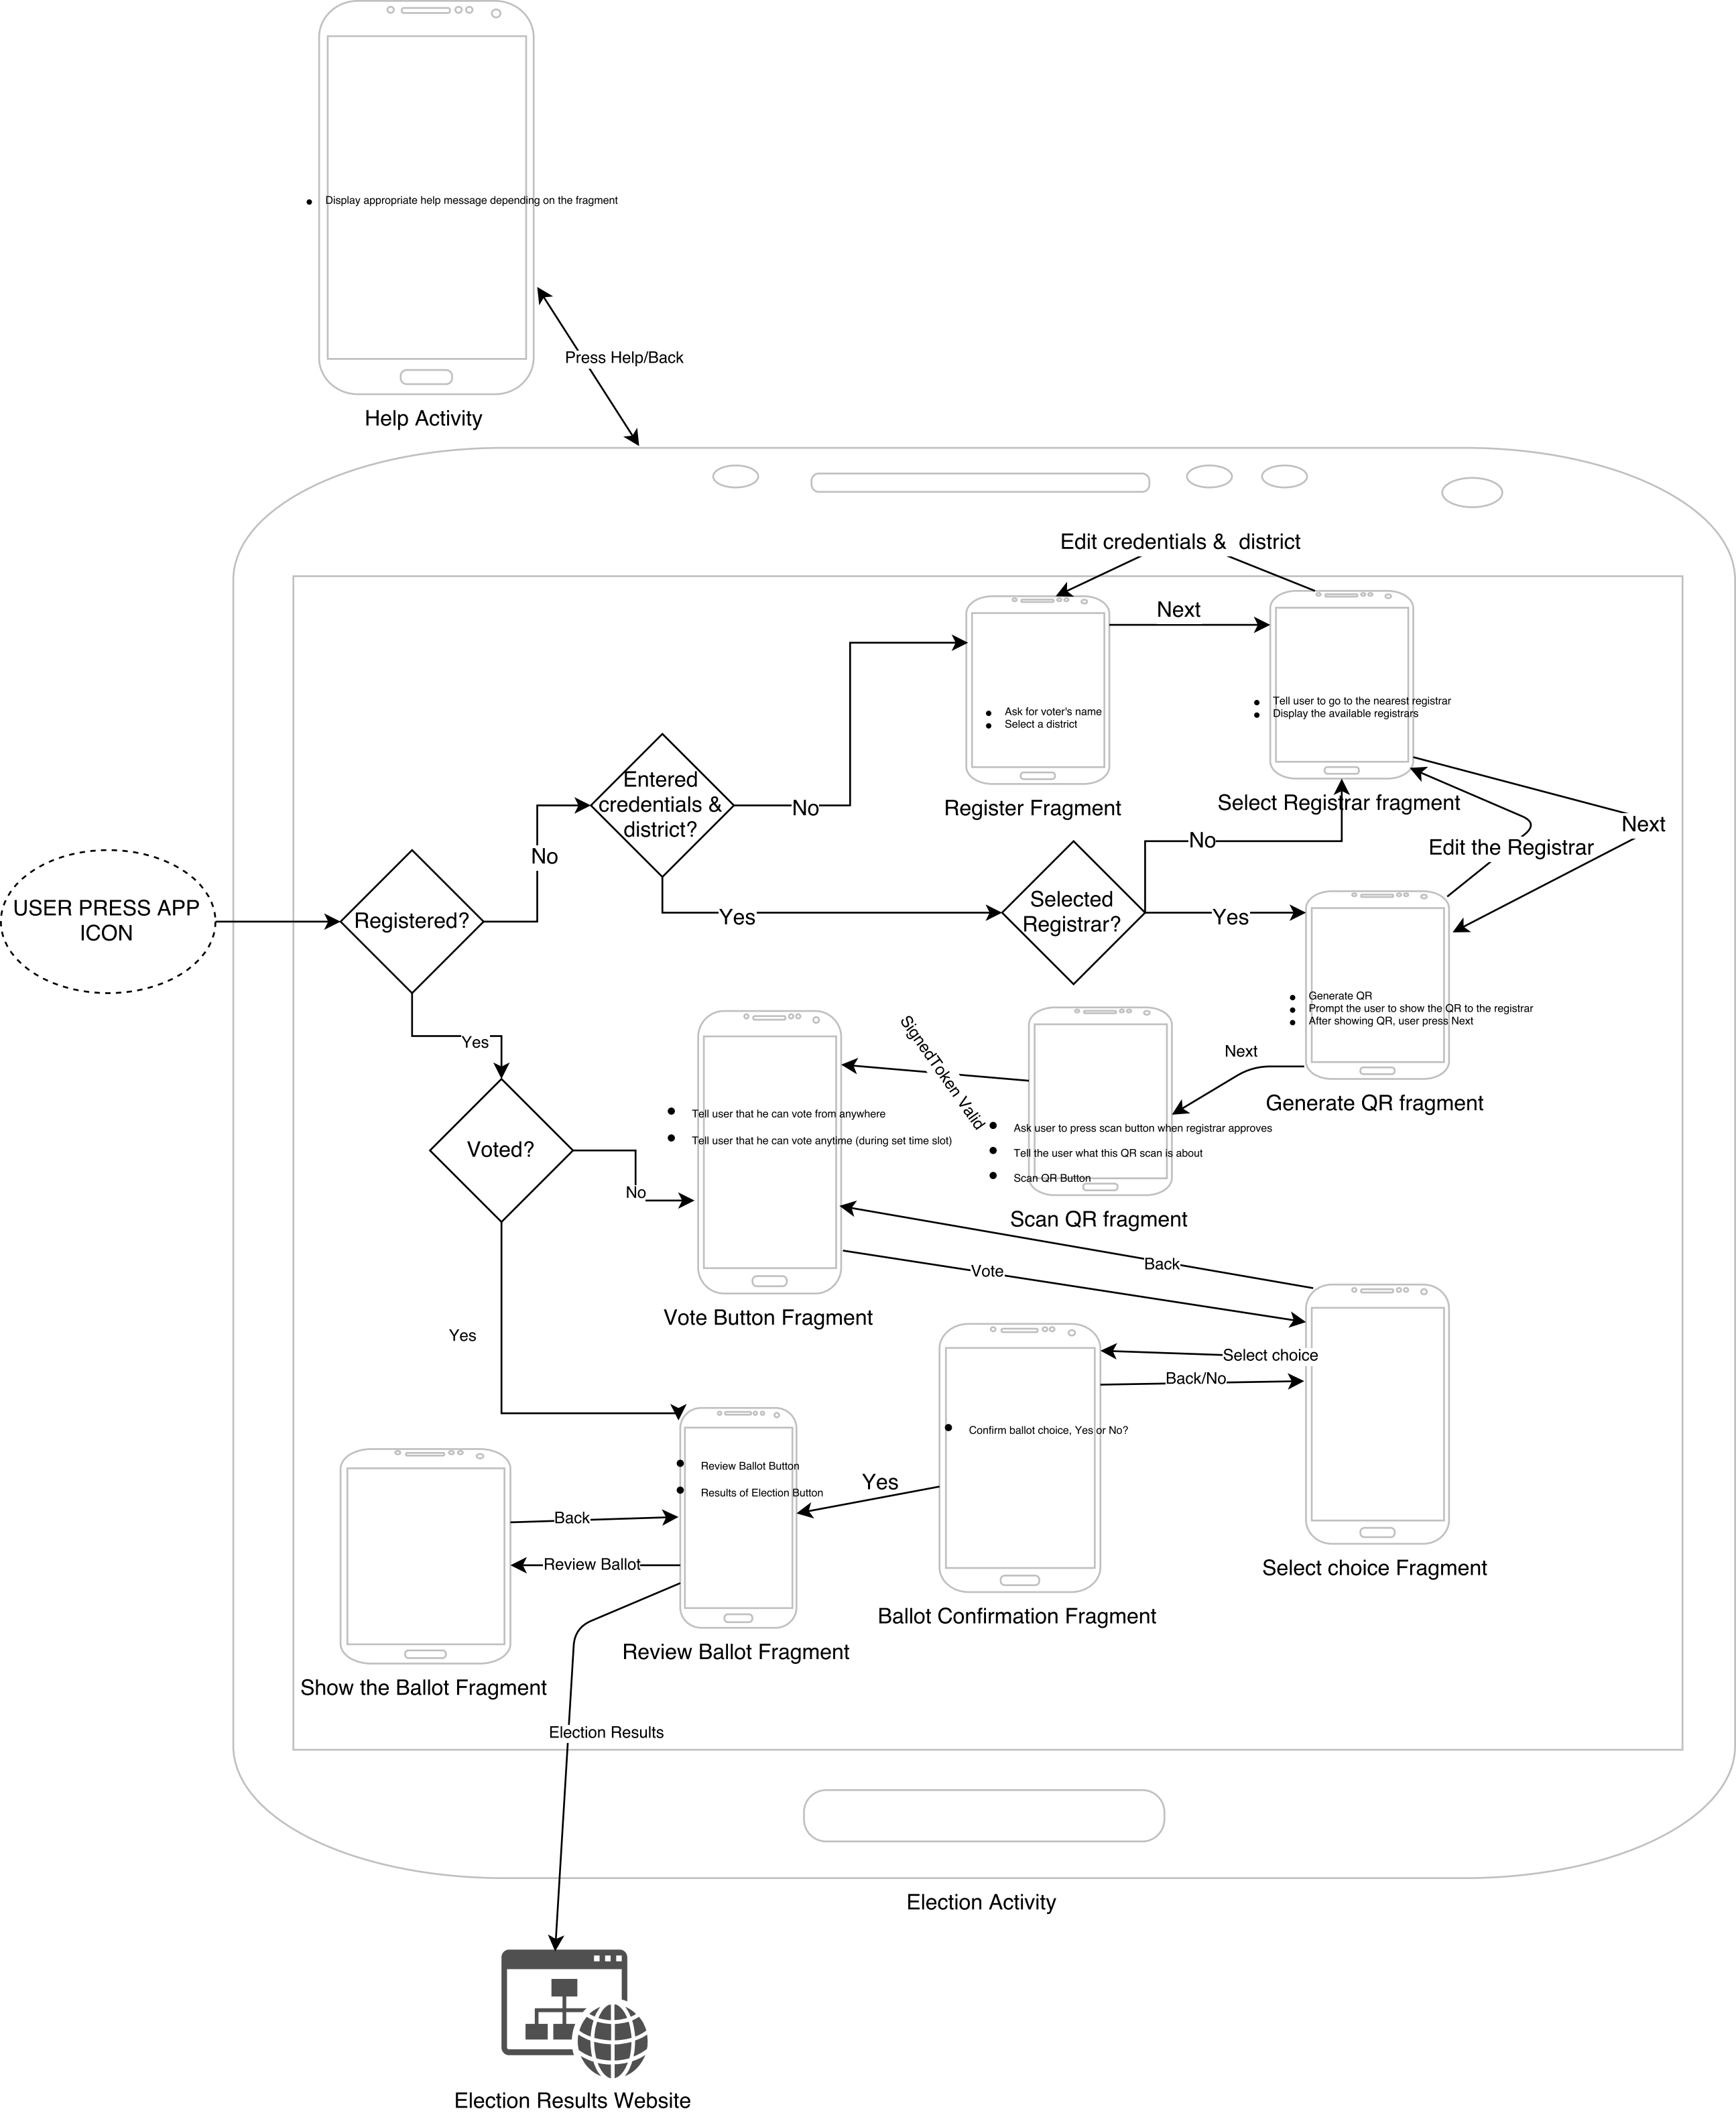 Display appropriate help message depending on the fragment
Press Help/Back
Help Activity
Edit credentials &  district
Next
Ask for voter's name
Select a district
Tell user to go to the nearest registrar
Display the available registrars
Register Fragment
Select Registrar fragment
Entered
credentials &
district?
No
No
No
Next
Edit the Registrar
USER PRESS APP
ICON
Registered?
Yes
Selected
Registrar?
Yes
Generate QR
Prompt the user to show the QR to the registrar
After showing QR, user press Next
Yes
SignedToken Valid
Next
Generate QR fragment
Tell user that he can vote from anywhere
Tell user that he can vote anytime (during set time slot)
Ask user to press scan button when registrar approves
Tell the user what this QR scan is about
Scan QR Button
Voted?
No
Scan QR fragment
Back
Vote
Vote Button Fragment
Yes
Select choice
Back/No
Confirm ballot choice, Yes or No?
Review Ballot Button
Results of Election Button
Yes
Back
Review Ballot
Select choice Fragment
Ballot Confirmation Fragment
Review Ballot Fragment
Show the Ballot Fragment
Election Results
Election Activity
Election Results Website